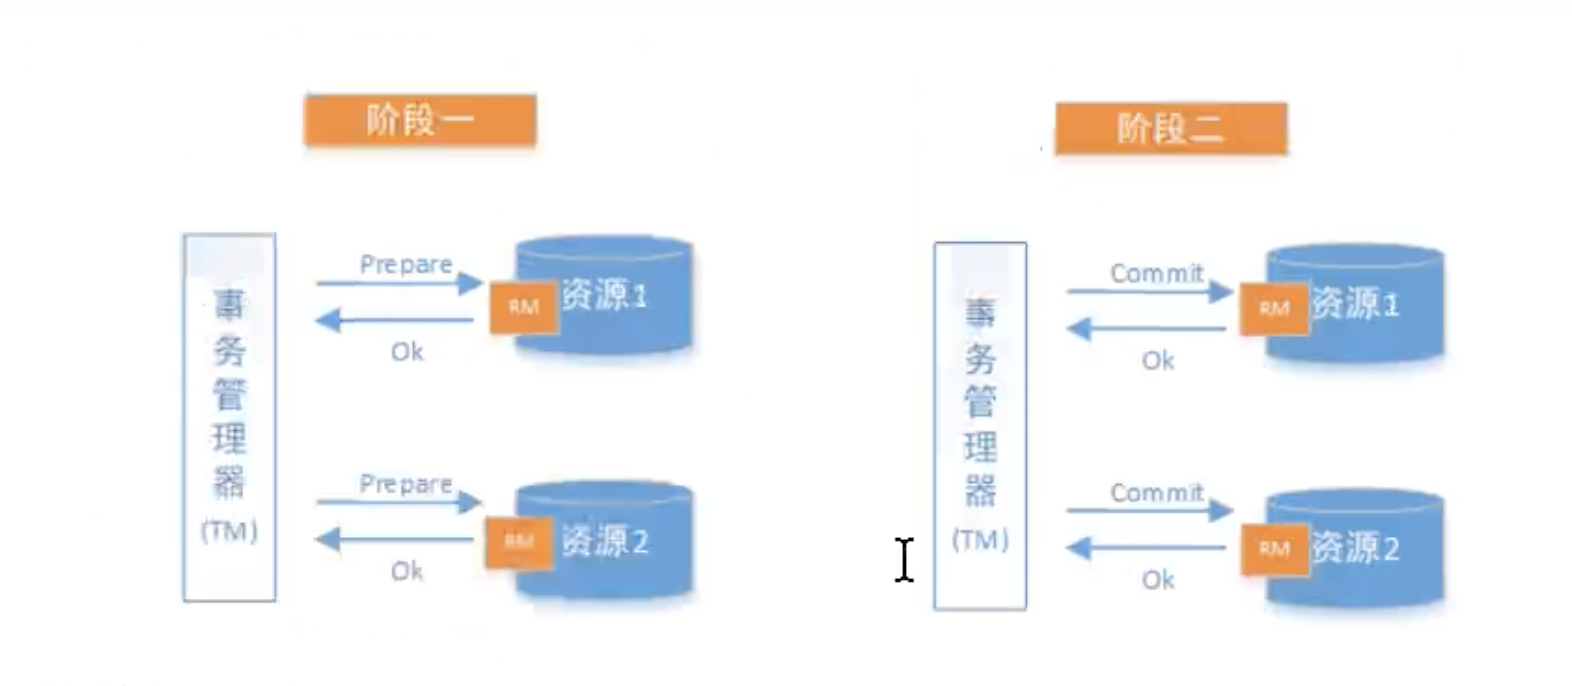 阶段一
事务管理器
(TM)
Prepare
Ok
RM
资源1
Prepare
Ok
RM
资源2
阶段二
事务管理器
(TM)
Commit
Ok
RM
资源1
Commit
Ok
RM
资源2